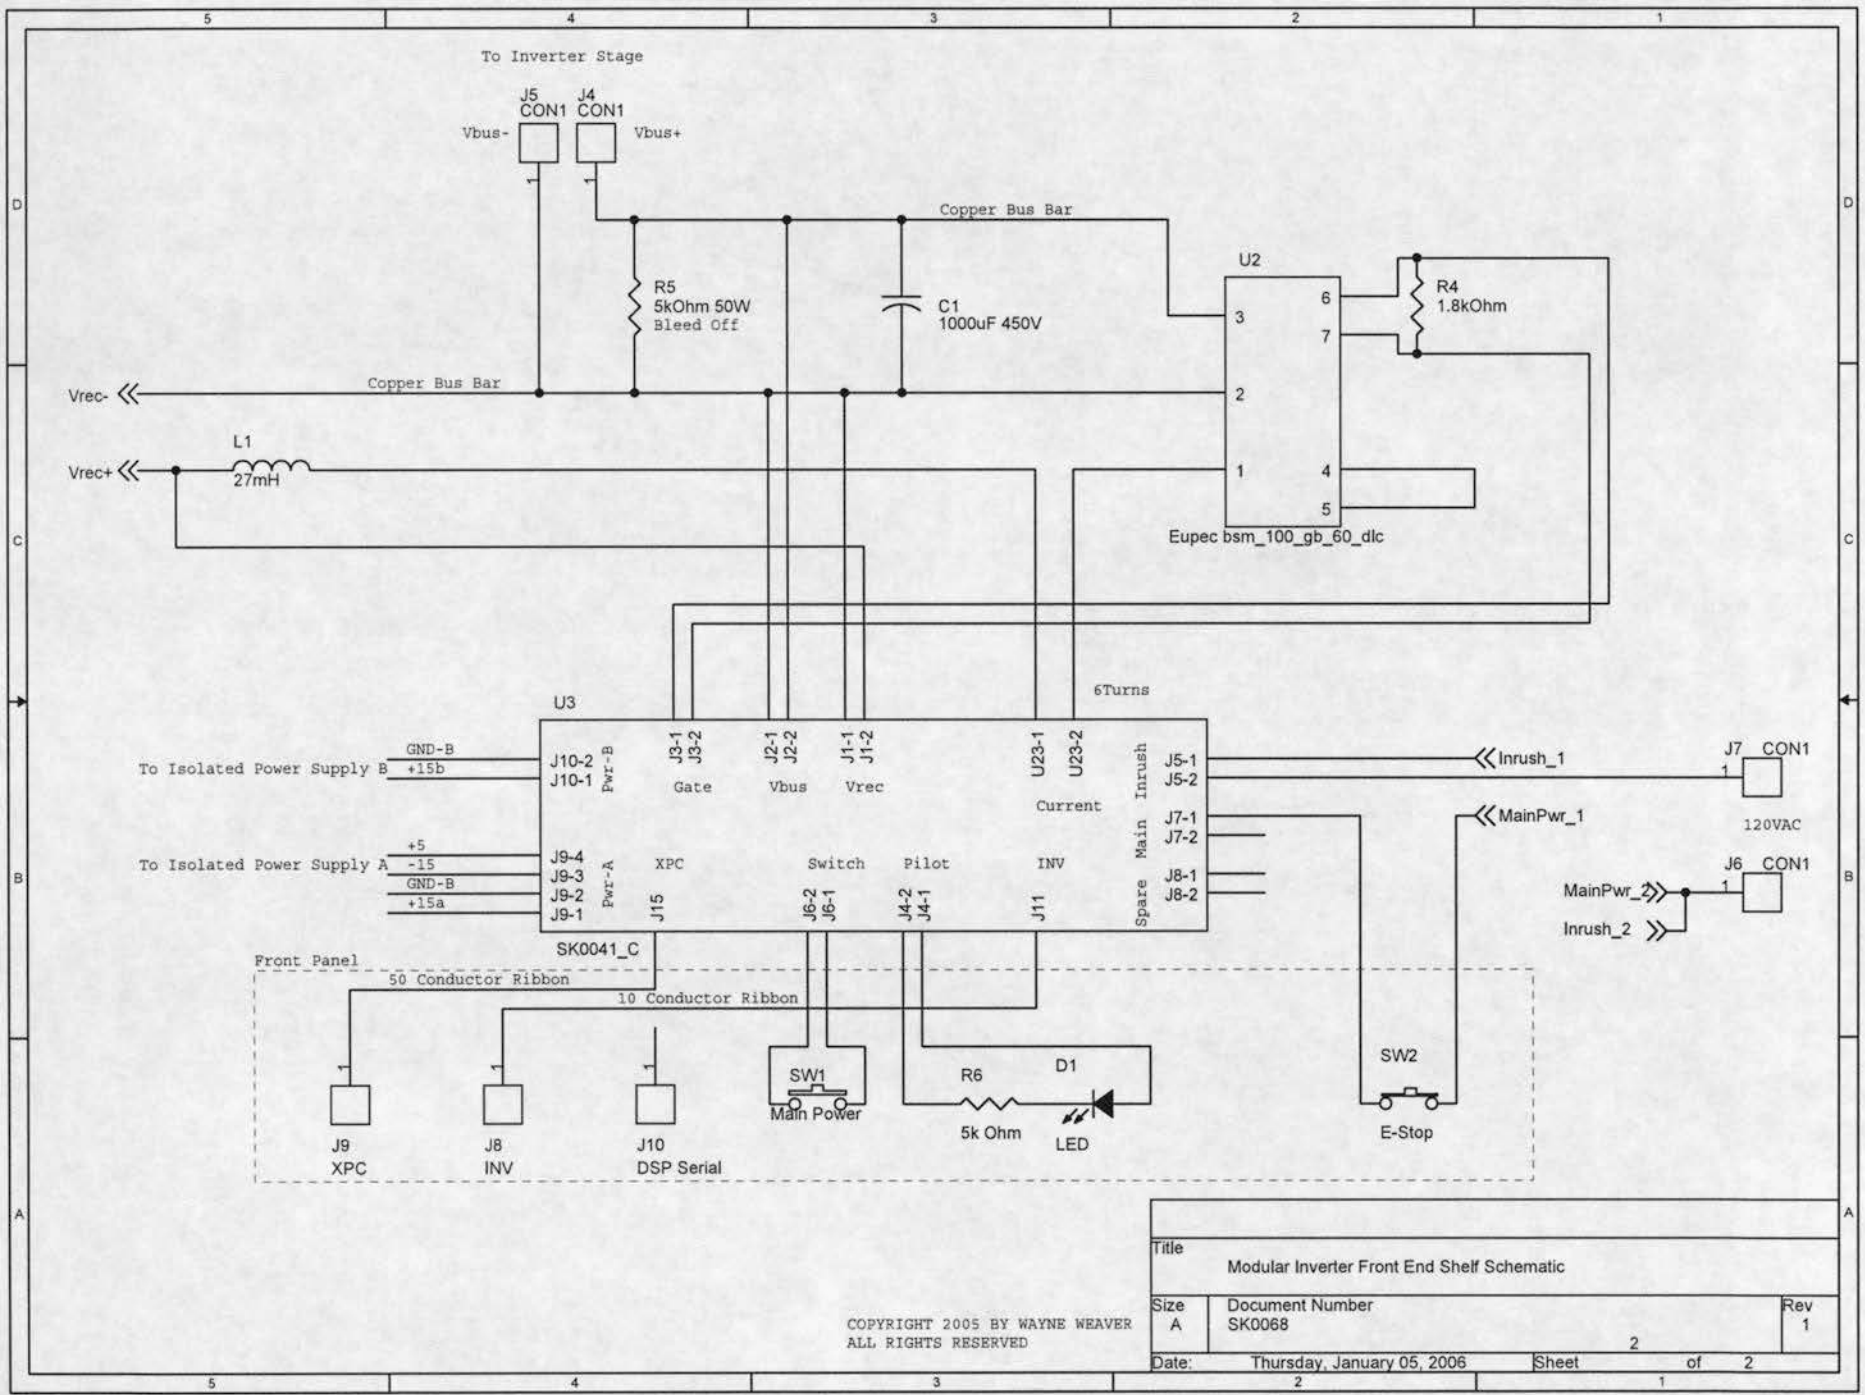 5 4 3 2 1
To Inverter Stage
J5 J4
CON1 CON1
Vbus- Vbus+
1 1
D D
Copper Bus Bar
U2
R5
5kOhm 50W
Bleed Off
C1
1000uF 450V
3 6
7
R4
1.8kOhm
Vrec- Copper Bus Bar
2
L1
Vrec+
27mH
1 4
5
Eupec bsm_100_gb_60_dlc
C C
6Turns
U3
To Isolated Power Supply B
GND-B
+15b
J10-2
J10-1
Pwr-B
J3-1
J3-2
Gate
J2-1
J2-2
Vbus
J1-1
J1-2
Vrec
U23-1
U23-2
Current
Inrush
J5-1
J5-2
Inrush_1
J7 CON1
1
120VAC
Main
J7-1
J7-2
MainPwr_1
To Isolated Power Supply A
+5
-15
GND-B
+15a
J9-4
J9-3
J9-2
J9-1
Pwr-A
XPC
J15
Switch
J6-2
J6-1
Pilot
J4-2
J4-1
INV
J11
Spare
J8-1
J8-2
J6 CON1
1
MainPwr_2
Inrush_2
B B
SK0041_C
Front Panel
50 Conductor Ribbon
10 Conductor Ribbon
1 1 1
J9
XPC
J8
INV
J10
DSP Serial
SW1
Main Power
R6
5k Ohm
D1
LED
SW2
E-Stop
A A
COPYRIGHT 2005 BY WAYNE WEAVER
ALL RIGHTS RESERVED
Title
Modular Inverter Front End Shelf Schematic
Size Document Number Rev
A SK0068 1
2
Date: Thursday, January 05, 2006 Sheet of 2
5 4 3 2 1